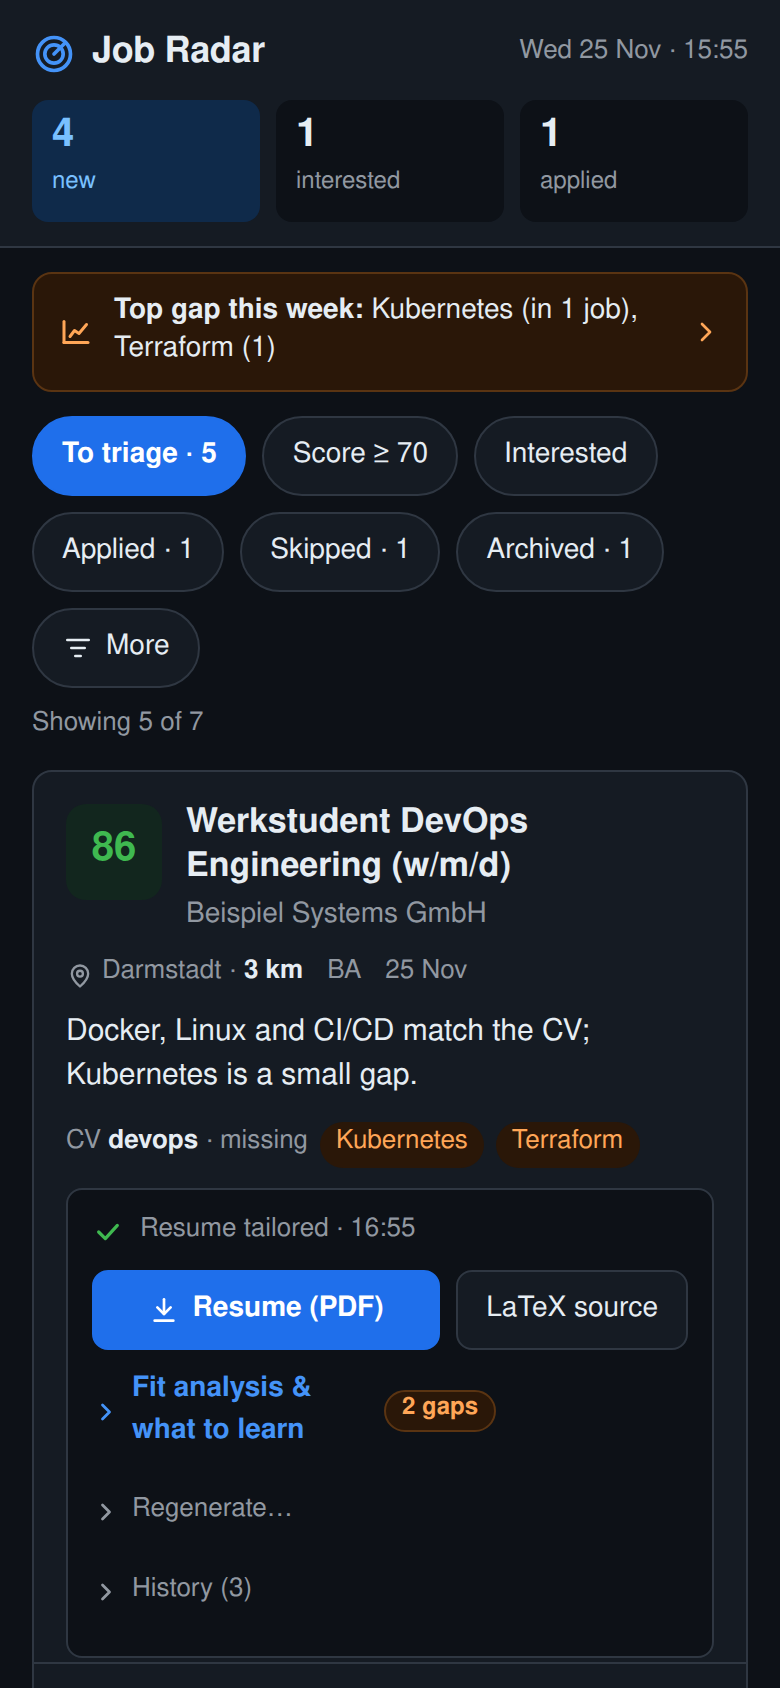 Job Radar
Wed 25 Nov · 15:55
4
new
1
interested
1
applied
Top gap this week: Kubernetes (in 1 job),
Terraform (1)
To triage · 5
Score ≥ 70
Interested
Applied · 1
Skipped · 1
Archived · 1
More
Showing 5 of 7
86
Werkstudent DevOps
Engineering (w/m/d)
Beispiel Systems GmbH
Darmstadt · 3 km BA 25 Nov
Docker, Linux and CI/CD match the CV;
Kubernetes is a small gap.
CV devops · missing Kubernetes Terraform
Resume tailored · 16:55
Resume (PDF)
LaTeX source
Fit analysis &
what to learn
2 gaps
Regenerate…
History (3)